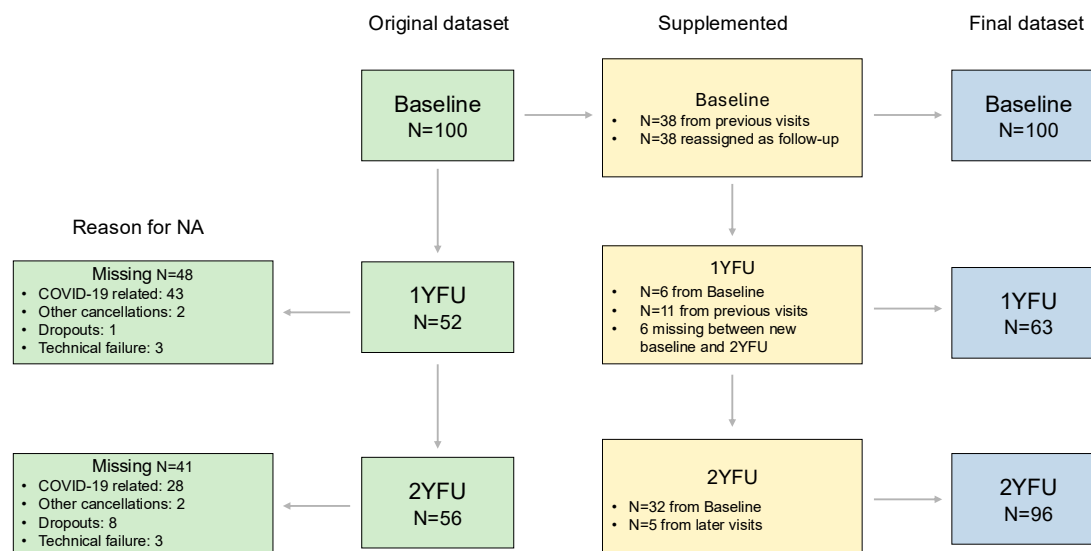 Original dataset
Supplemented
Final dataset
Baseline
N=100
Baseline
• N=38 from previous visits
• N=38 reassigned as follow-up
Baseline
N=100
Reason for NA
Missing N=48
• COVID-19 related: 43
• Other cancellations: 2
• Dropouts: 1
• Technical failure: 3
1YFU
N=52
1YFU
• N=6 from Baseline
• N=11 from previous visits
• 6 missing between new
baseline and 2YFU
1YFU
N=63
Missing N=41
• COVID-19 related: 28
• Other cancellations: 2
• Dropouts: 8
• Technical failure: 3
2YFU
N=56
2YFU
• N=32 from Baseline
• N=5 from later visits
2YFU
N=96